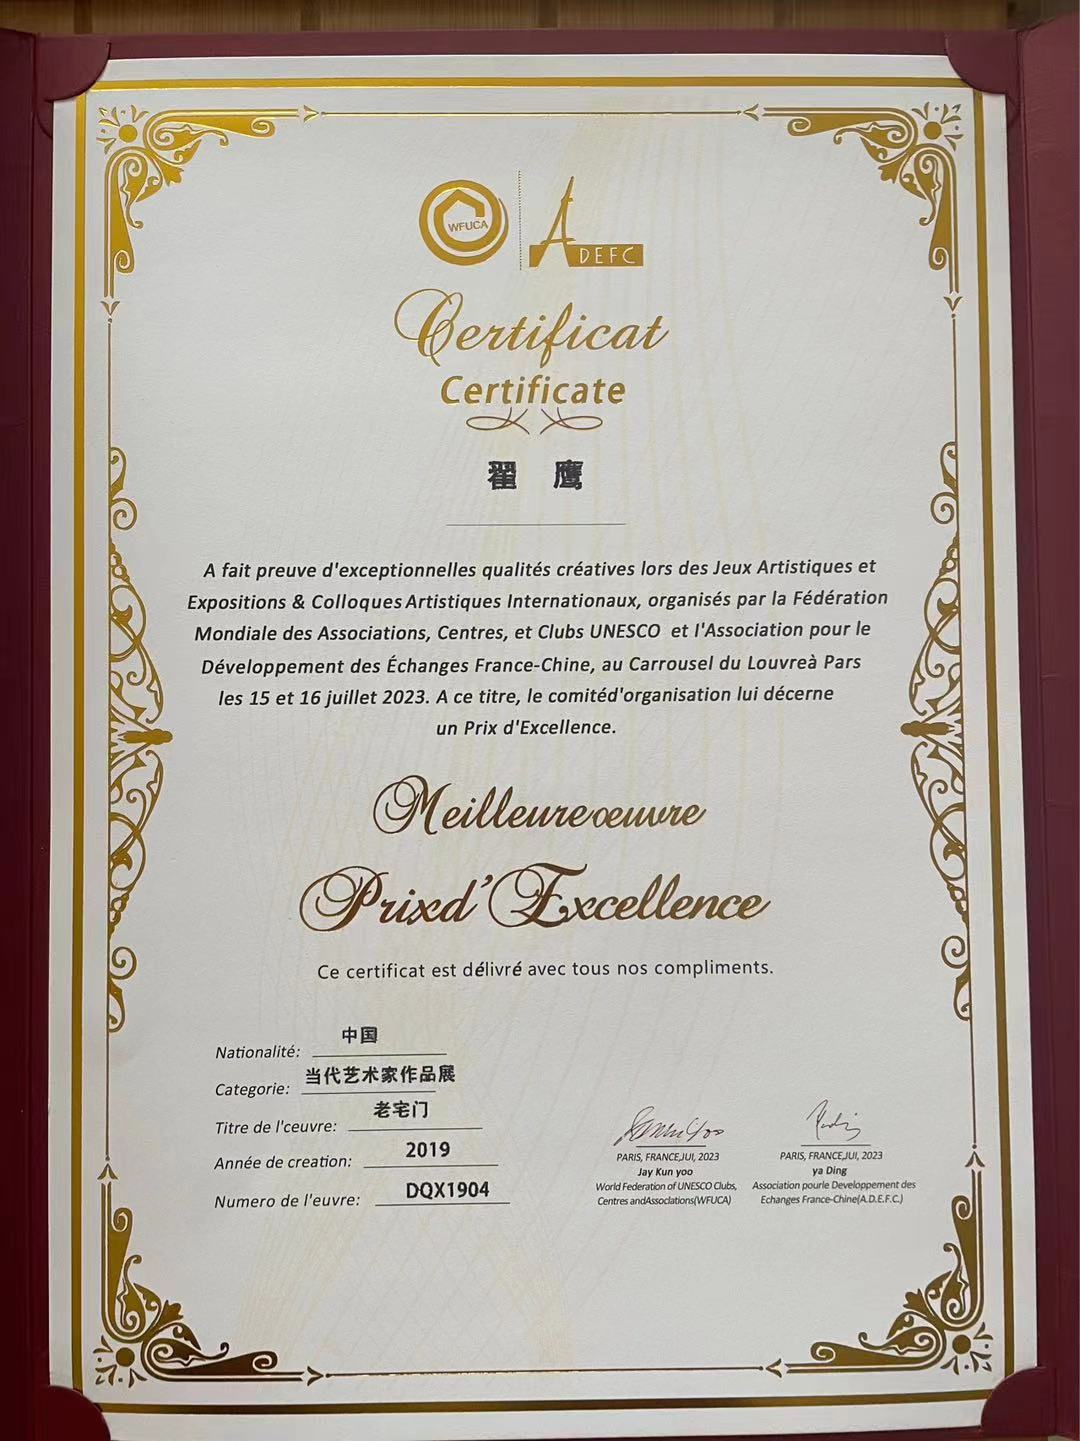 WFUCA
ADEFC
Certificat
Certificate
翟 鹰
A fait preuve d'exceptionnelles qualités créatives lors des Jeux Artistiques et
Expositions & Colloques Artistiques Internationaux, organisés par la Fédération
Mondiale des Associations, Centres, et Clubs UNESCO et l'Association pour le
Développement des Échanges France-Chine, au Carrousel du Louvreà Pars
les 15 et 16 juillet 2023. A ce titre, le comitéd'organisation lui décerne
un Prix d'Excellence.
Meilleureœuvre
Prixd'Excellence
Ce certificat est délivré avec tous nos compliments.
Nationalité: 中国
Categorie: 当代艺术家作品展
Titre de l'œuvre: 老宅门
Année de creation: 2019
Numero de l'euvre: DQX1904
PARIS, FRANCE,JUI, 2023
Jay Kun yoo
World Federation of UNESCO Clubs,
Centres andAssociations(WFUCA)
PARIS, FRANCE,JUI, 2023
ya Ding
Association pourle Developpement des
Echanges France-Chine(A.D.E.F.C.)